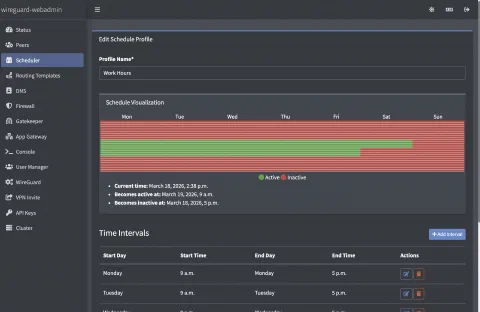 wireguard-webadmin
Status
Peers
Scheduler
Routing Templates
DNS
Firewall
Gatekeeper
App Gateway
Console
User Manager
WireGuard
VPN Invite
API Keys
Cluster
Edit Schedule Profile
Profile Name*
Work Hours
Schedule Visualization
Mon Tue Wed Thu Fri Sat Sun
Active Inactive
Current time: March 18, 2026, 2:38 p.m.
Becomes active at: March 19, 2026, 9 a.m.
Becomes inactive at: March 18, 2026, 5 p.m.
Time Intervals
+ Add Interval
Start Day Start Time End Day End Time Actions
Monday 9 a.m. Monday 5 p.m.
Tuesday 9 a.m. Tuesday 5 p.m.